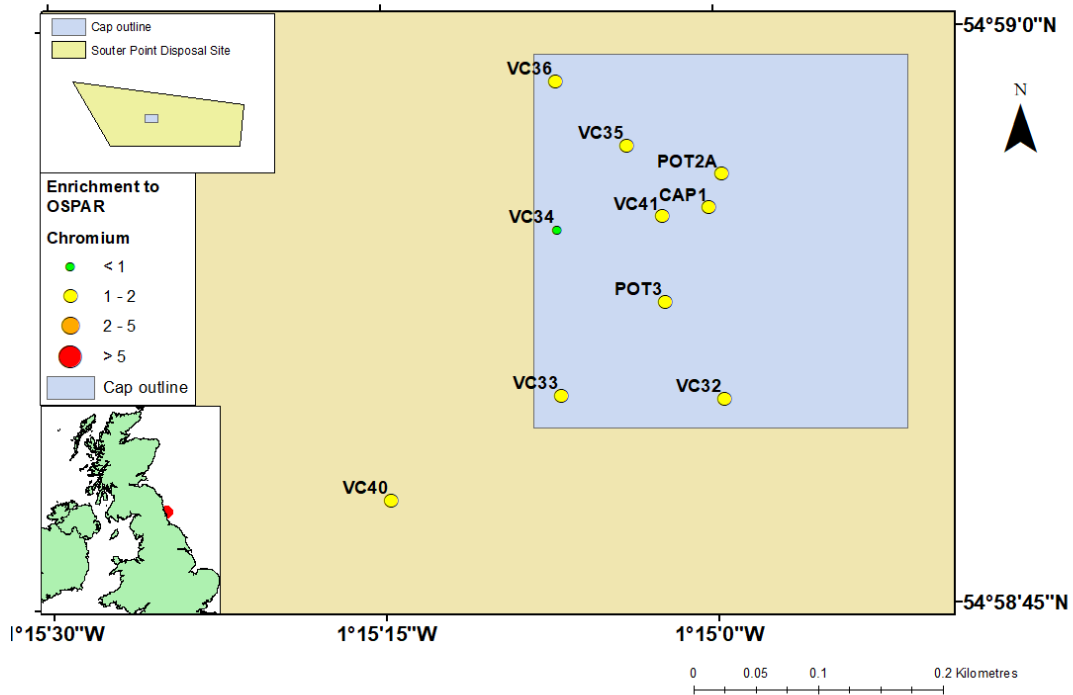 Cap outline
Souter Point Disposal Site
Enrichment to
OSPAR
Chromium
< 1
1 - 2
2 - 5
> 5
Cap outline
54°59'0"N
N
VC36
VC35
POT2A
CAP1
VC41
VC34
POT3
VC33
VC32
VC40
54°58'45"N
1°15'30"W
1°15'15"W
1°15'0"W
0 0.05 0.1 0.2 Kilometres